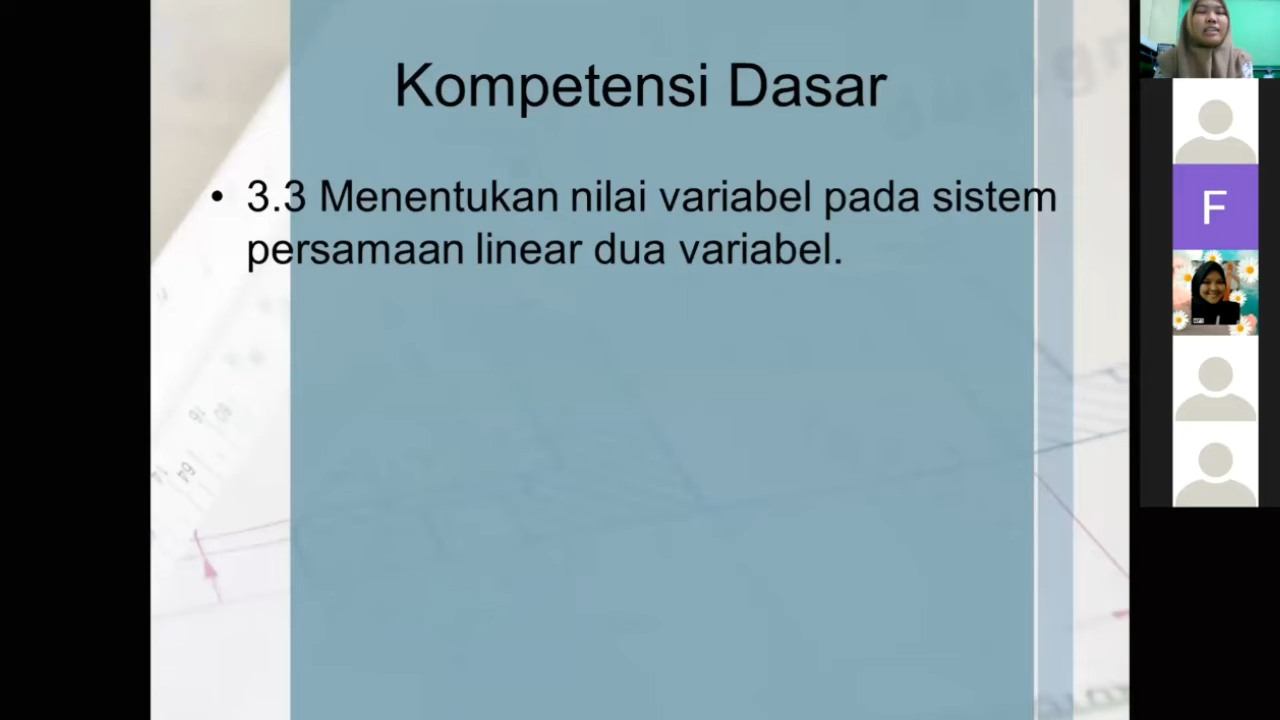 Kompetensi Dasar
• 3.3 Menentukan nilai variabel pada sistem
persamaan linear dua variabel.
F